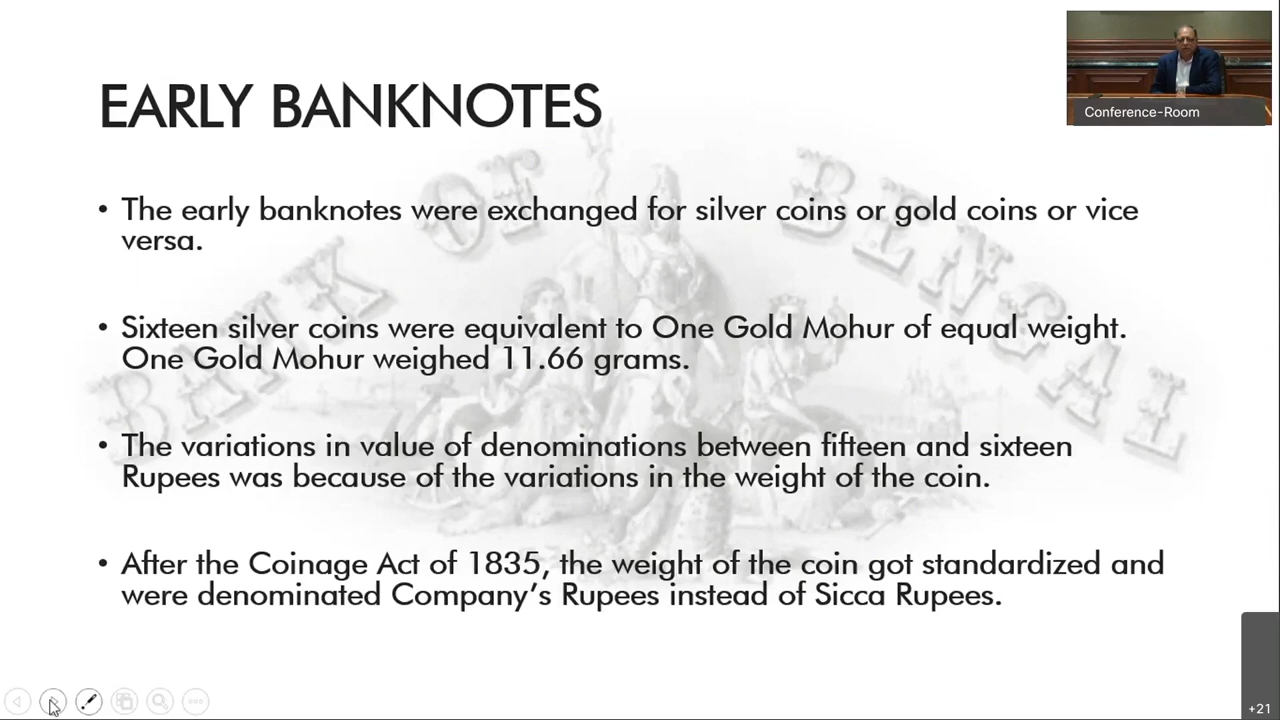 EARLY BANKNOTES
Conference-Room
• The early banknotes were exchanged for silver coins or gold coins or vice
versa.
• Sixteen silver coins were equivalent to One Gold Mohur of equal weight.
One Gold Mohur weighed 11.66 grams.
• The variations in value of denominations between fifteen and sixteen
Rupees was because of the variations in the weight of the coin.
• After the Coinage Act of 1835, the weight of the coin got standardized and
were denominated Company’s Rupees instead of Sicca Rupees.
BANK OF BENGAL
+21